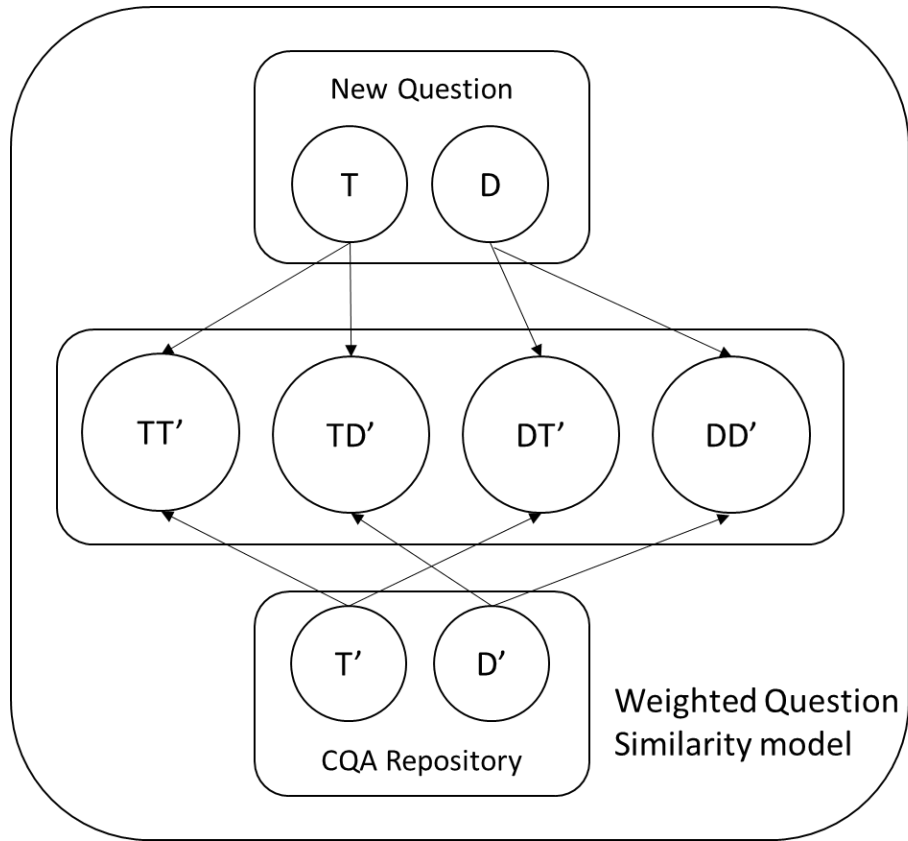 New Question
T
D
TT’
TD’
DT’
DD’
T’
D’
CQA Repository
Weighted Question
Similarity model